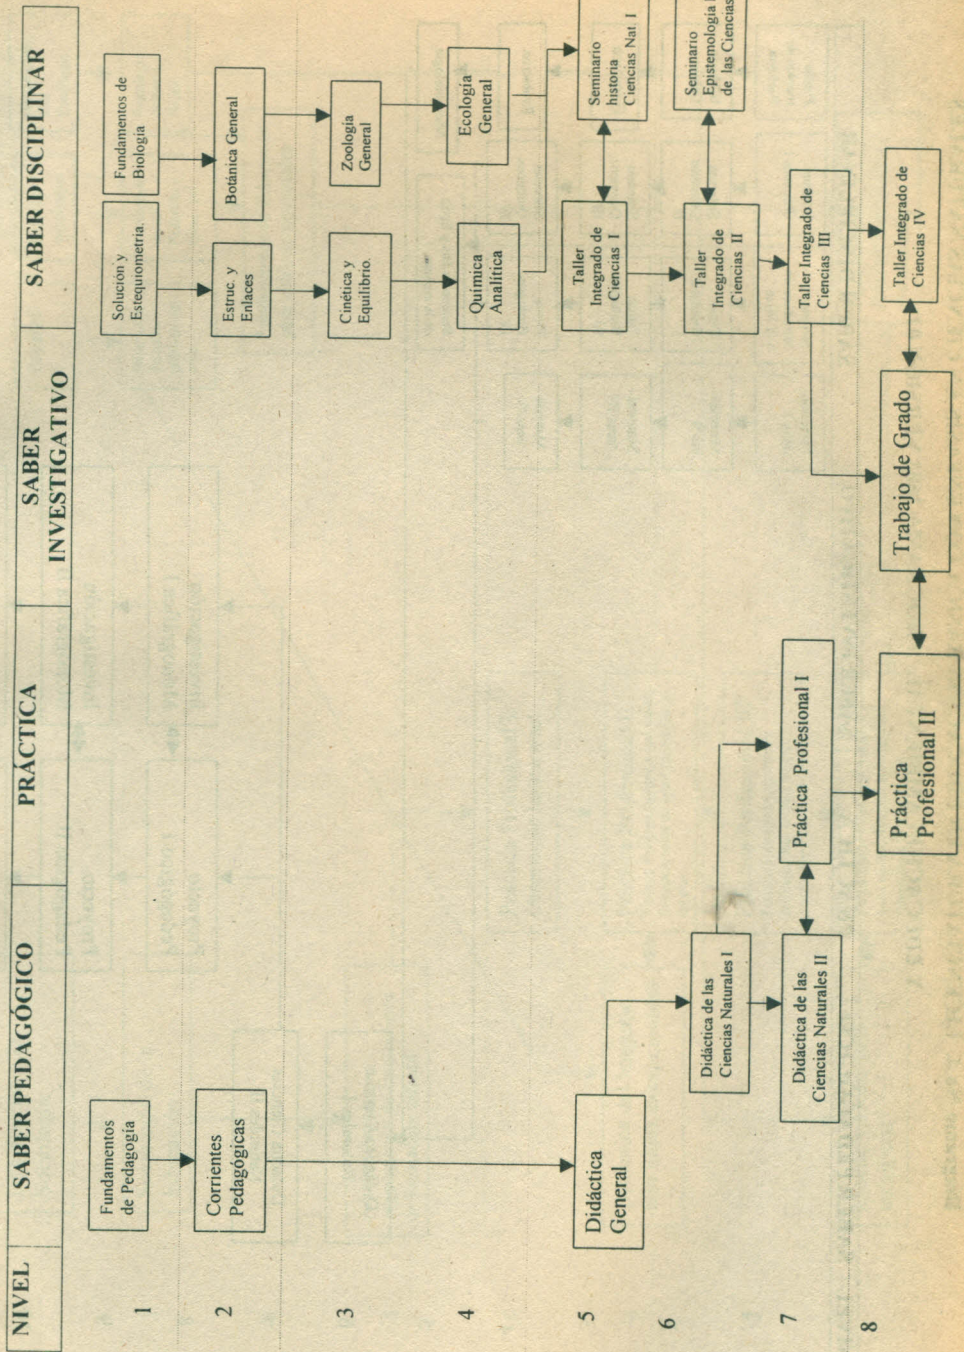 NIVEL
SABER PEDAGÓGICO
PRÁCTICA
SABER
INVESTIGATIVO
SABER DISCIPLINAR
1
Fundamentos
de Pedagogía
Solución y
Estequiometria.
Fundamentos de
Biología
2
Corrientes
Pedagógicas
Estruc. y
Enlaces
Botánica General
3
Cinética y
Equilibrio.
Zoología
General
4
Química
Analítica
Ecología
General
5
Didáctica
General
Taller
Integrado de
Ciencias I
Seminario
historia
Ciencias Nat. I
6
Didáctica de las
Ciencias Naturales I
Taller
Integrado de
Ciencias II
Seminario
Epistemología
de las Ciencias
7
Didáctica de las
Ciencias Naturales II
Práctica Profesional I
Taller Integrado de
Ciencias III
8
Práctica
Profesional II
Trabajo de Grado
Taller Integrado de
Ciencias IV